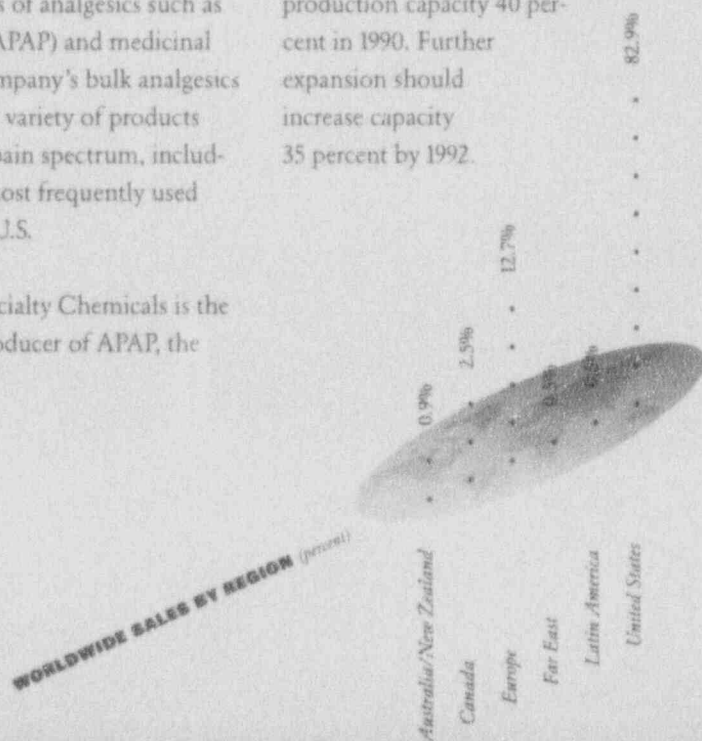 s of analgesics such as
APAP) and medicinal
mpany's bulk analgesics
variety of products
ain spectrum, includ-
ost frequently used
U.S.
cialty Chemicals is the
oducer of APAP, the
production capacity 40 per-
cent in 1990. Further
expansion should
increase capacity
35 percent by 1992.
82.9%
12.7%
2.5%
0.9%
0.5%
WORLDWIDE SALES BY REGION (percent)
Australia/New Zealand
Canada
Europe
Far East
Latin America
United States